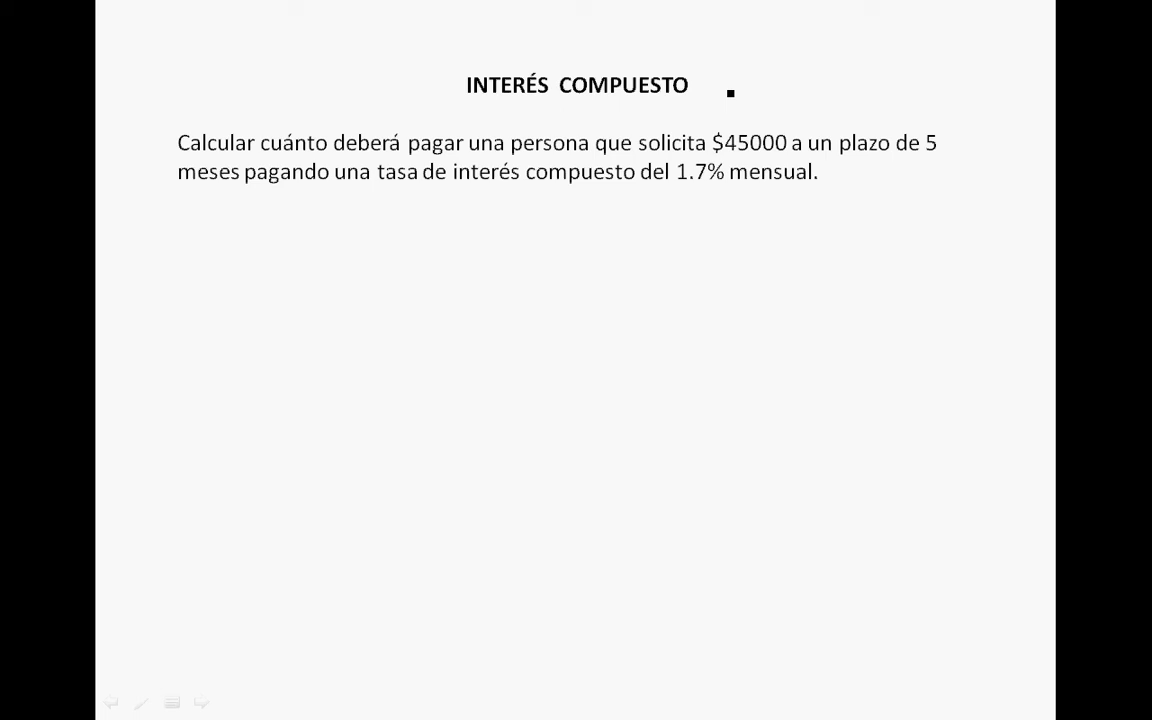 INTERÉS COMPUESTO
Calcular cuánto deberá pagar una persona que solicita $45000 a un plazo de 5
meses pagando una tasa de interés compuesto del 1.7% mensual.